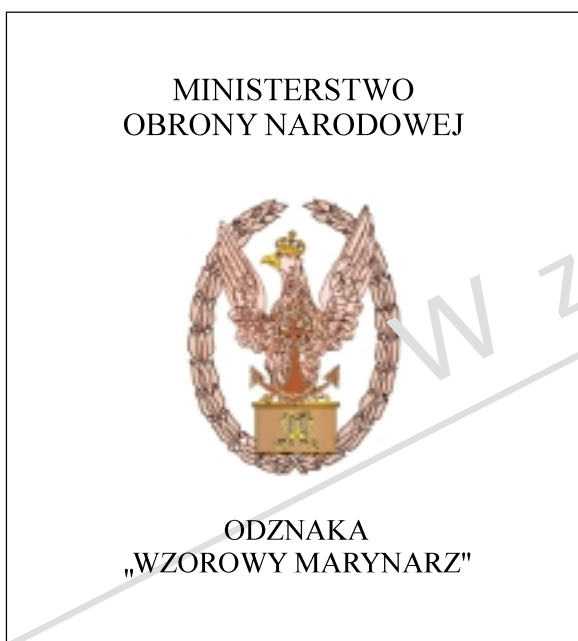 MINISTERSTWO
OBRONY NARODOWEJ
W z
ODZNAKA
„WZOROWY MARYNARZ"